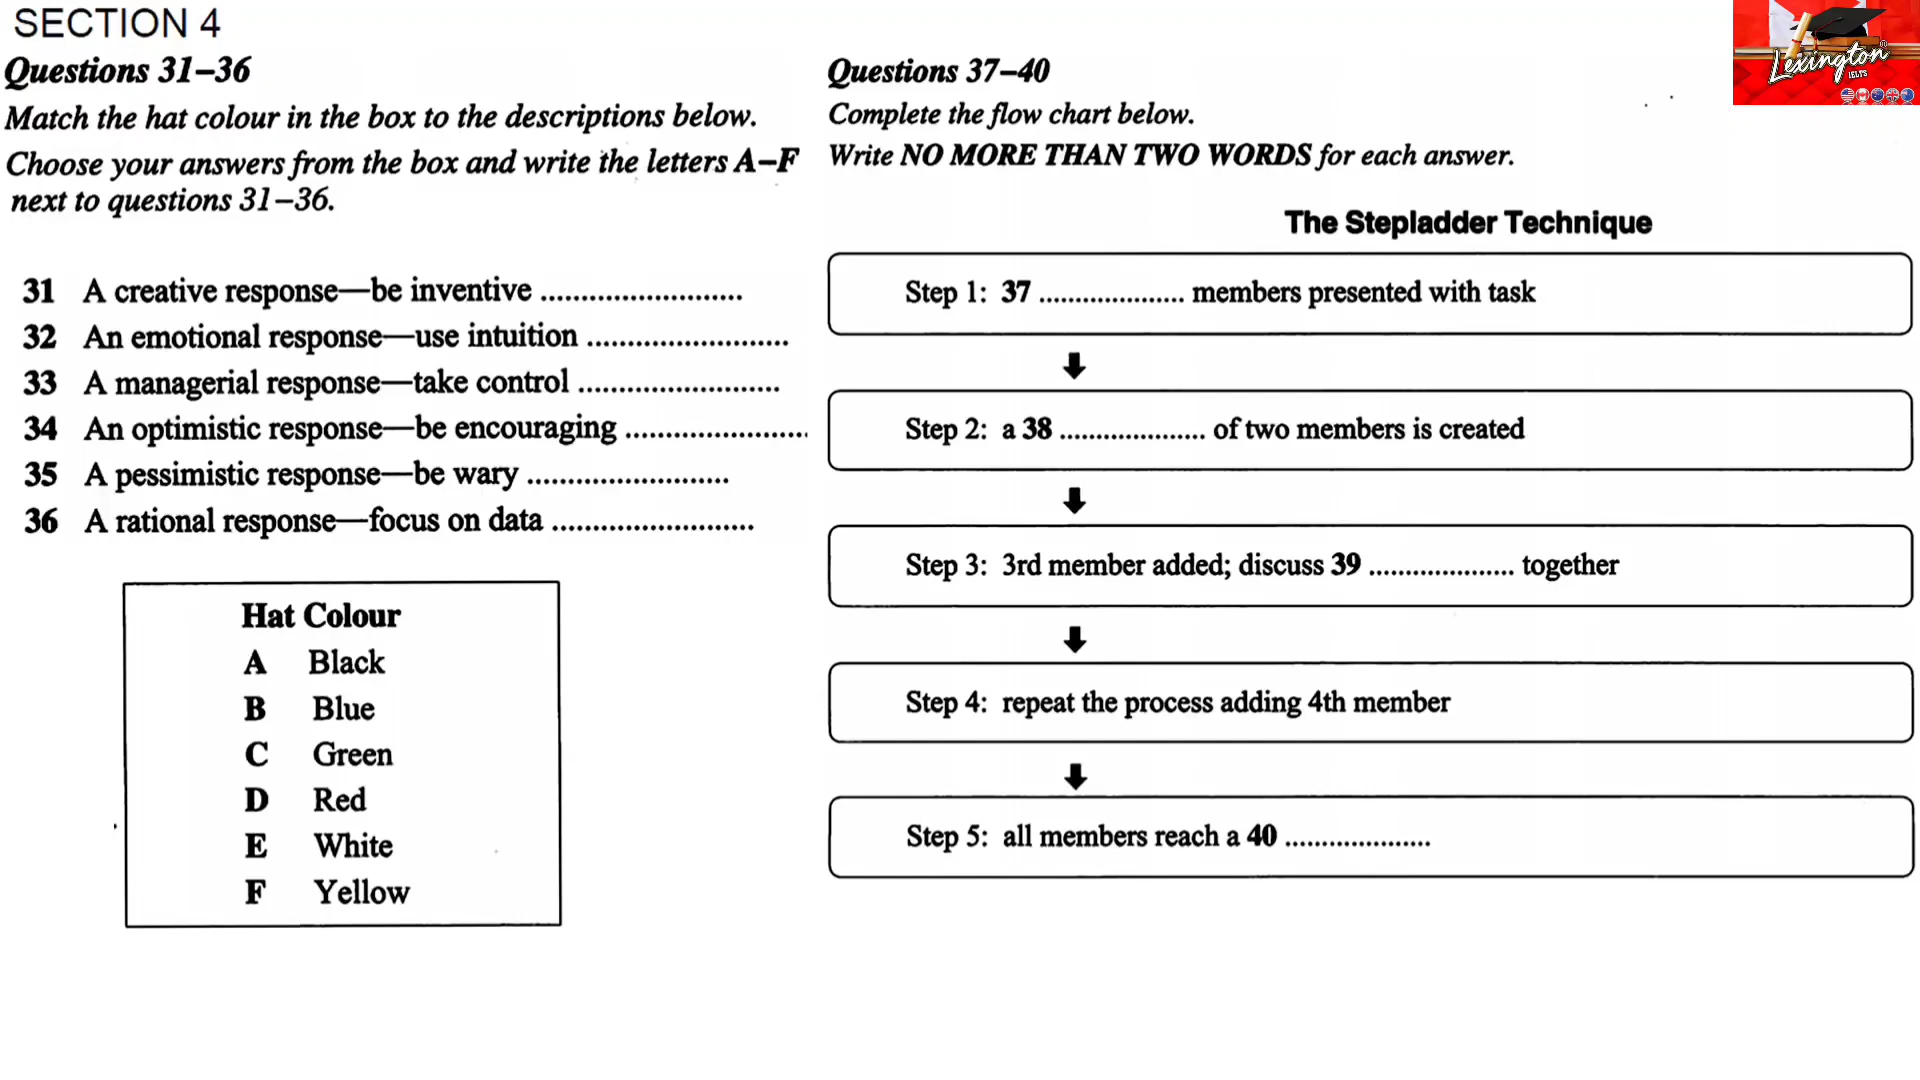 SECTION 4
Questions 31–36
Match the hat colour in the box to the descriptions below.
Choose your answers from the box and write the letters A–F
next to questions 31–36.
31 A creative response—be inventive ........................
32 An emotional response—use intuition ........................
33 A managerial response—take control ........................
34 An optimistic response—be encouraging ......................
35 A pessimistic response—be wary ........................
36 A rational response—focus on data ........................
Hat Colour
A Black
B Blue
C Green
D Red
E White
F Yellow
Questions 37–40
Complete the flow chart below.
Write NO MORE THAN TWO WORDS for each answer.
The Stepladder Technique
Step 1: 37 .................... members presented with task
Step 2: a 38 .................... of two members is created
Step 3: 3rd member added; discuss 39 .................... together
Step 4: repeat the process adding 4th member
Step 5: all members reach a 40 ....................
Lexington®
IELTS